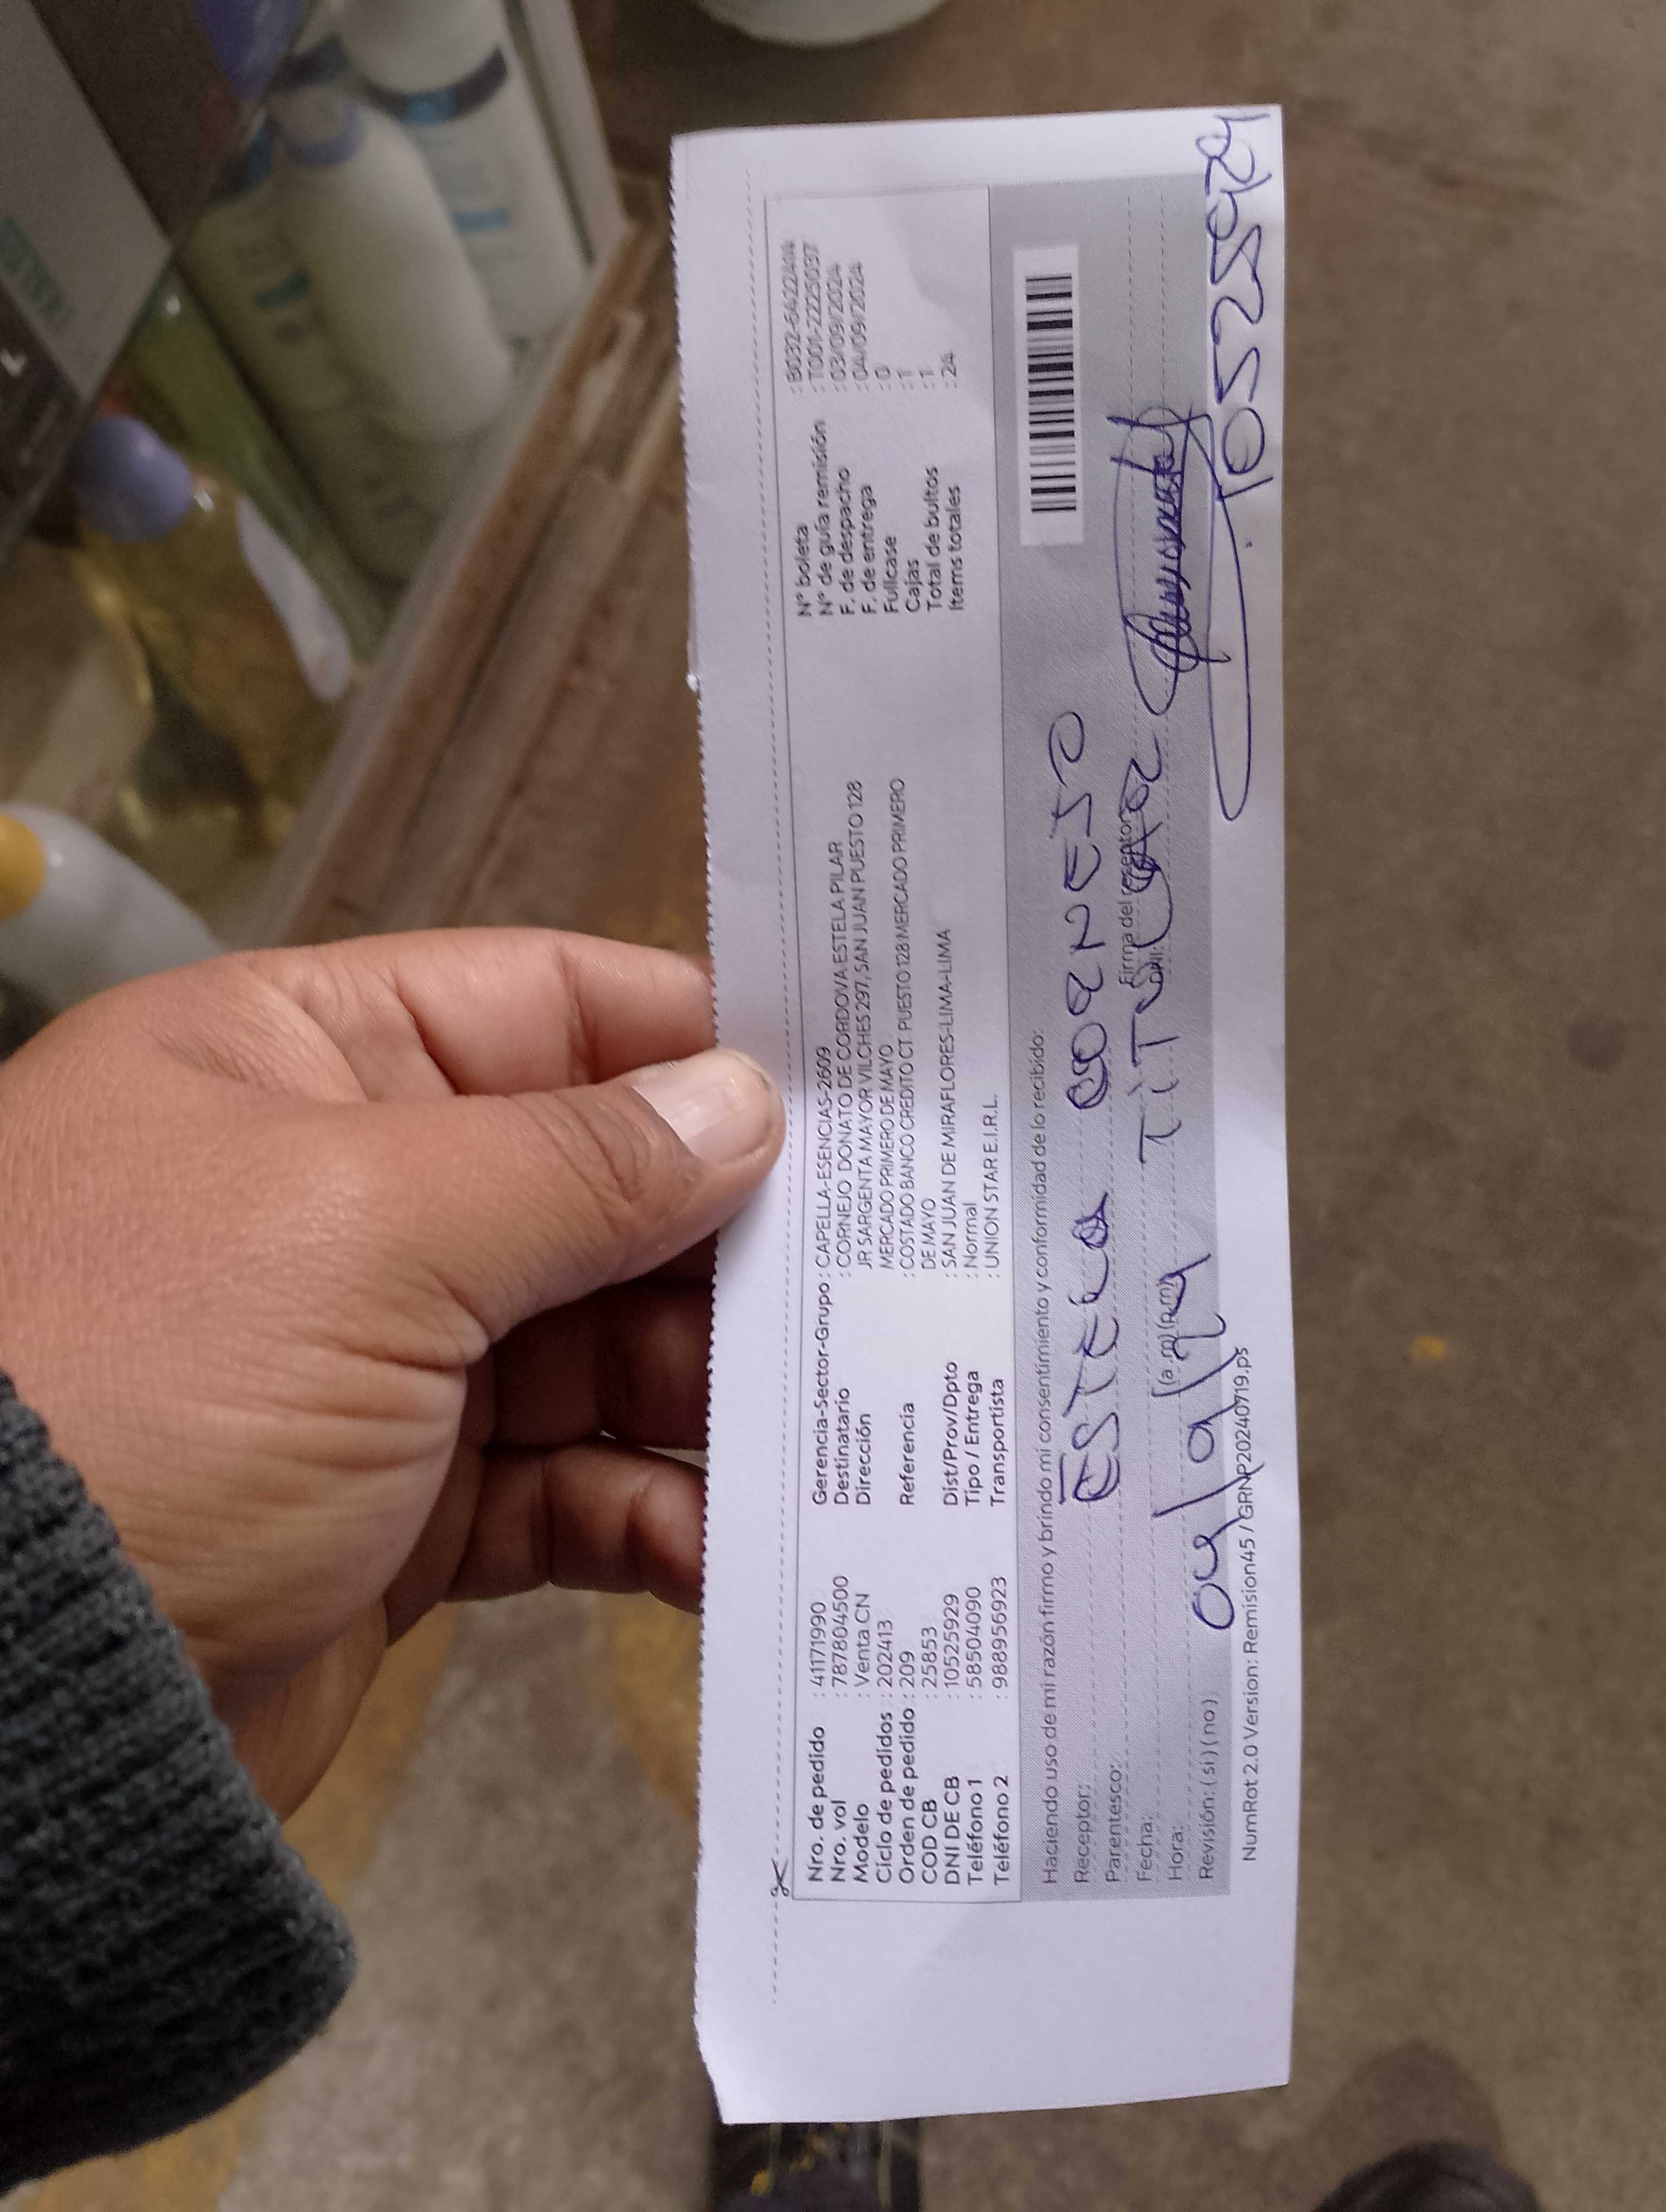 Nro. de pedido : 41171990
Nro. vol : 787804500
Modelo : Venta CN
Ciclo de pedidos : 202413
Orden de pedido : 209
COD CB : 25853
DNI DE CB : 10525929
Teléfono 1 : 58504090
Teléfono 2 : 988956923
Gerencia-Sector-Grupo : CAPELLA-ESENCIAS-2609
Destinatario : CORNEJO DONATO DE CORDOVA ESTELA PILAR
Dirección JR SARGENTA MAYOR VILCHES 297, SAN JUAN PUESTO 128
MERCADO PRIMERO DE MAYO
Referencia : COSTADO BANCO CREDITO CT. PUESTO 128 MERCADO PRIMERO
DE MAYO
Dist/Prov/Dpto : SAN JUAN DE MIRAFLORES-LIMA-LIMA
Tipo / Entrega : Normal
Transportista : UNION STAR E.I.R.L.
N° boleta : B032-
N° de guía remisión : T001-22225097
F. de despacho : 03/09/2024
F. de entrega : 04/09/2024
Fullcase : 0
Cajas : 1
Total de bultos : 1
Items totales : 24
Haciendo uso de mi razón firmo y brindo mi consentimiento y conformidad de lo recibido:
Receptor: ESTELA CORNEJO
Parentesco: TITULAR
Firma del receptor
DNI: 10525929
Fecha: 04/9/24
Hora: (a.m) (p.m)
Revisión: ( si ) ( no )
NumRot 2.0 Version: Remision45 / GRNP20240719.ps